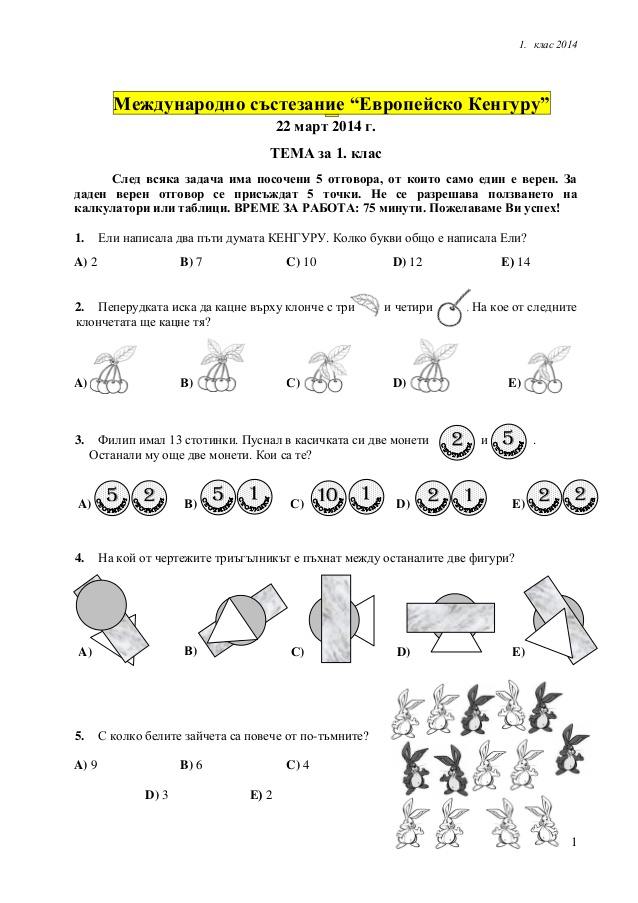 1. клас 2014
Международно състезание “Европейско Кенгуру”
22 март 2014 г.
ТЕМА за 1. клас
След всяка задача има посочени 5 отговора, от които само един е верен. За
даден верен отговор се присъждат 5 точки. Не се разрешава ползването на
калкулатори или таблици. ВРЕМЕ ЗА РАБОТА: 75 минути. Пожелаваме Ви успех!
1. Ели написала два пъти думата КЕНГУРУ. Колко букви общо е написала Ели?
A) 2 B) 7 C) 10 D) 12 E) 14
2. Пеперудката иска да кацне върху клонче с три и четири . На кое от следните
клончетата ще кацне тя?
A) B) C) D) E)
3. Филип имал 13 стотинки. Пуснал в касичката си две монети 2 СТОТИНКИ и 5 СТОТИНКИ .
Останали му още две монети. Кои са те?
A) 5 СТОТИНКИ 2 СТОТИНКИ B) 5 СТОТИНКИ 1 СТОТИНКИ C) 10 СТОТИНКИ 1 СТОТИНКИ D) 2 СТОТИНКИ 1 СТОТИНКИ E) 2 СТОТИНКИ 2 СТОТИНКИ
4. На кой от чертежите триъгълникът е пъхнат между останалите две фигури?
A) B) C) D) E)
5. С колко белите зайчета са повече от по-тъмните?
A) 9 B) 6 C) 4
D) 3 E) 2
1